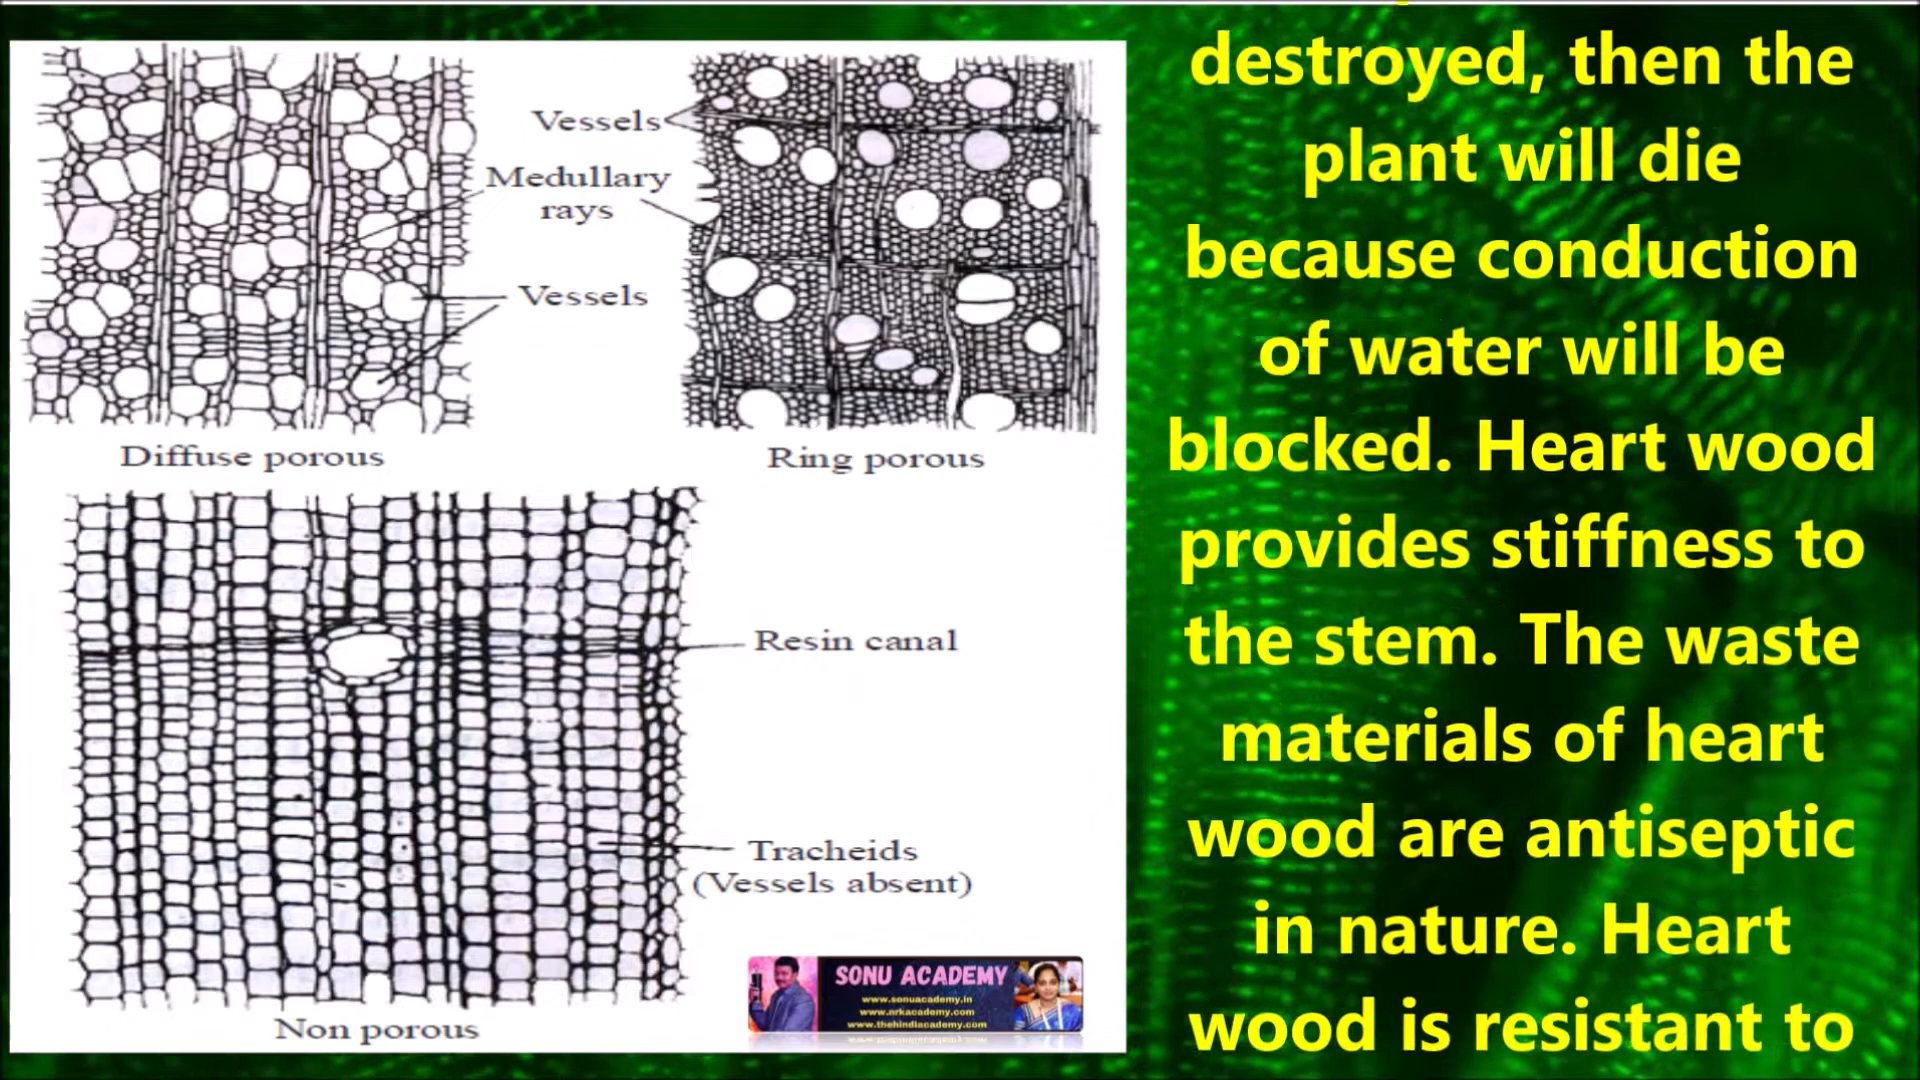 Vessels
Medullary
rays
Vessels
Diffuse porous
Ring porous
Resin canal
Tracheids
(Vessels absent)
Non porous
SONU ACADEMY
www.sonuacademy.in
www.nrkacademy.com
www.thehindiacademy.com
destroyed, then the
plant will die
because conduction
of water will be
blocked. Heart wood
provides stiffness to
the stem. The waste
materials of heart
wood are antiseptic
in nature. Heart
wood is resistant to